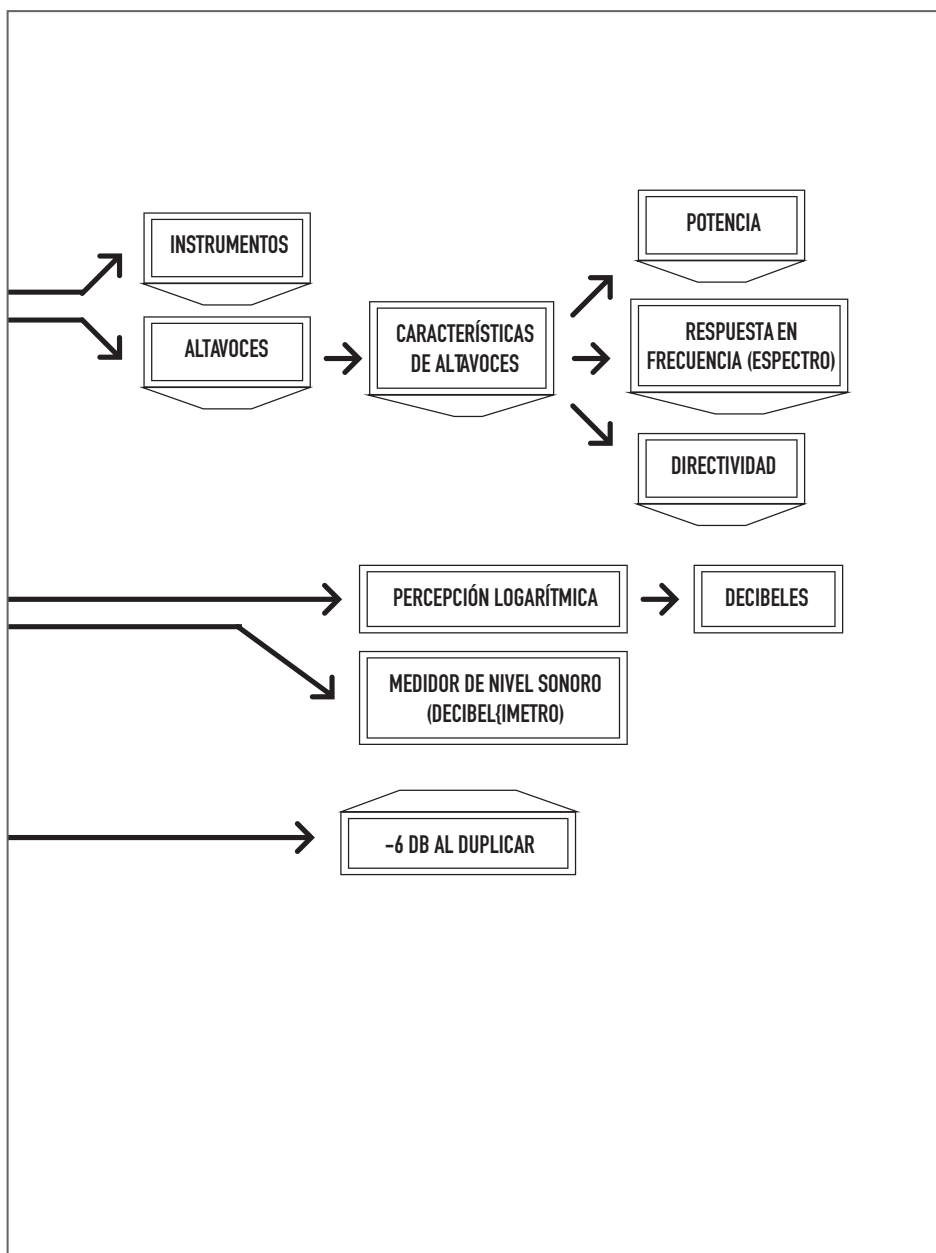 INSTRUMENTOS
ALTAVOCES
CARACTERÍSTICAS
DE ALTAVOCES
POTENCIA
RESPUESTA EN
FRECUENCIA (ESPECTRO)
DIRECTIVIDAD
PERCEPCIÓN LOGARÍTMICA
DECIBELES
MEDIDOR DE NIVEL SONORO
(DECIBEL{IMETRO)
-6 DB AL DUPLICAR